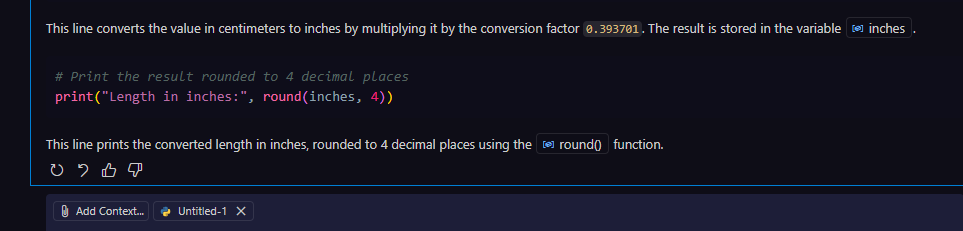 This line converts the value in centimeters to inches by multiplying it by the conversion factor 0.393701. The result is stored in the variable inches.
# Print the result rounded to 4 decimal places
print("Length in inches:", round(inches, 4))
This line prints the converted length in inches, rounded to 4 decimal places using the round() function.
Add Context... Untitled-1